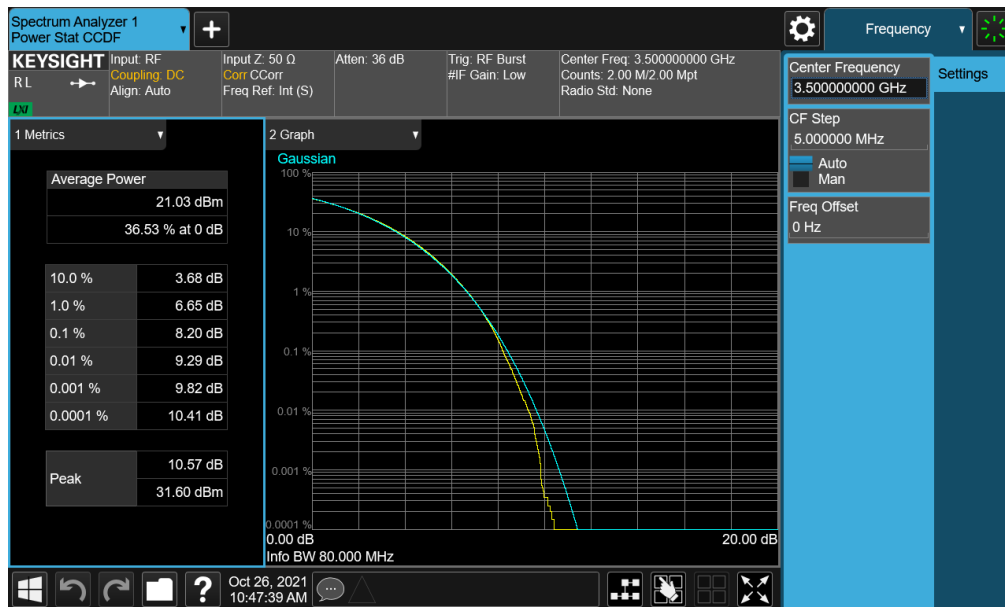 Spectrum Analyzer 1
Power Stat CCDF
+
Frequency
KEYSIGHT
R L
LXI
Input: RF
Coupling: DC
Align: Auto
Input Z: 50 Ω
Corr CCorr
Freq Ref: Int (S)
Atten: 36 dB
Trig: RF Burst
#IF Gain: Low
Center Freq: 3.500000000 GHz
Counts: 2.00 M/2.00 Mpt
Radio Std: None
Center Frequency
3.500000000 GHz
Settings
CF Step
5.000000 MHz
Auto
Man
Freq Offset
0 Hz
1 Metrics
Average Power
21.03 dBm
36.53 % at 0 dB
10.0 % 3.68 dB
1.0 % 6.65 dB
0.1 % 8.20 dB
0.01 % 9.29 dB
0.001 % 9.82 dB
0.0001 % 10.41 dB
Peak
10.57 dB
31.60 dBm
2 Graph
Gaussian
100 %
10 %
1 %
0.1 %
0.01 %
0.001 %
0.0001 %
0.00 dB 20.00 dB
Info BW 80.000 MHz
?
Oct 26, 2021
10:47:39 AM